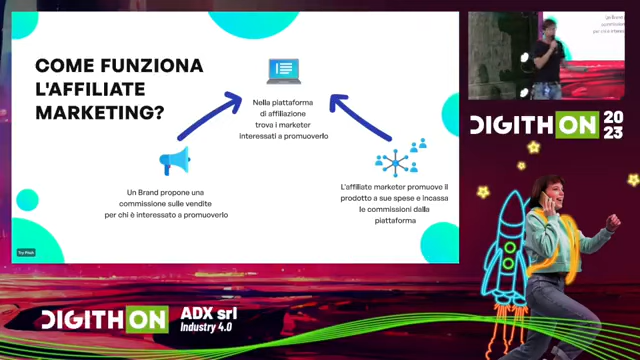 COME FUNZIONA
L'AFFILIATE
MARKETING?
Nella piattaforma
di affiliazione
trova i marketer
interessati a promuoverlo
Un Brand propone una
commissione sulle vendite
per chi è interessato a promuoverlo
L'affiliate marketer promuove il
prodotto a sue spese e incassa
le commissioni dalla
piattaforma
Try Pitch
DIGITHON 20
23
DIGITHON
ADX srl
Industry 4.0